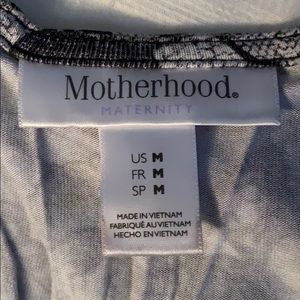 Motherhood®
MATERNITY
US M
FR M
SP M
MADE IN VIETNAM
FABRIQUÉ AU VIETNAM
HECHO EN VIETNAM